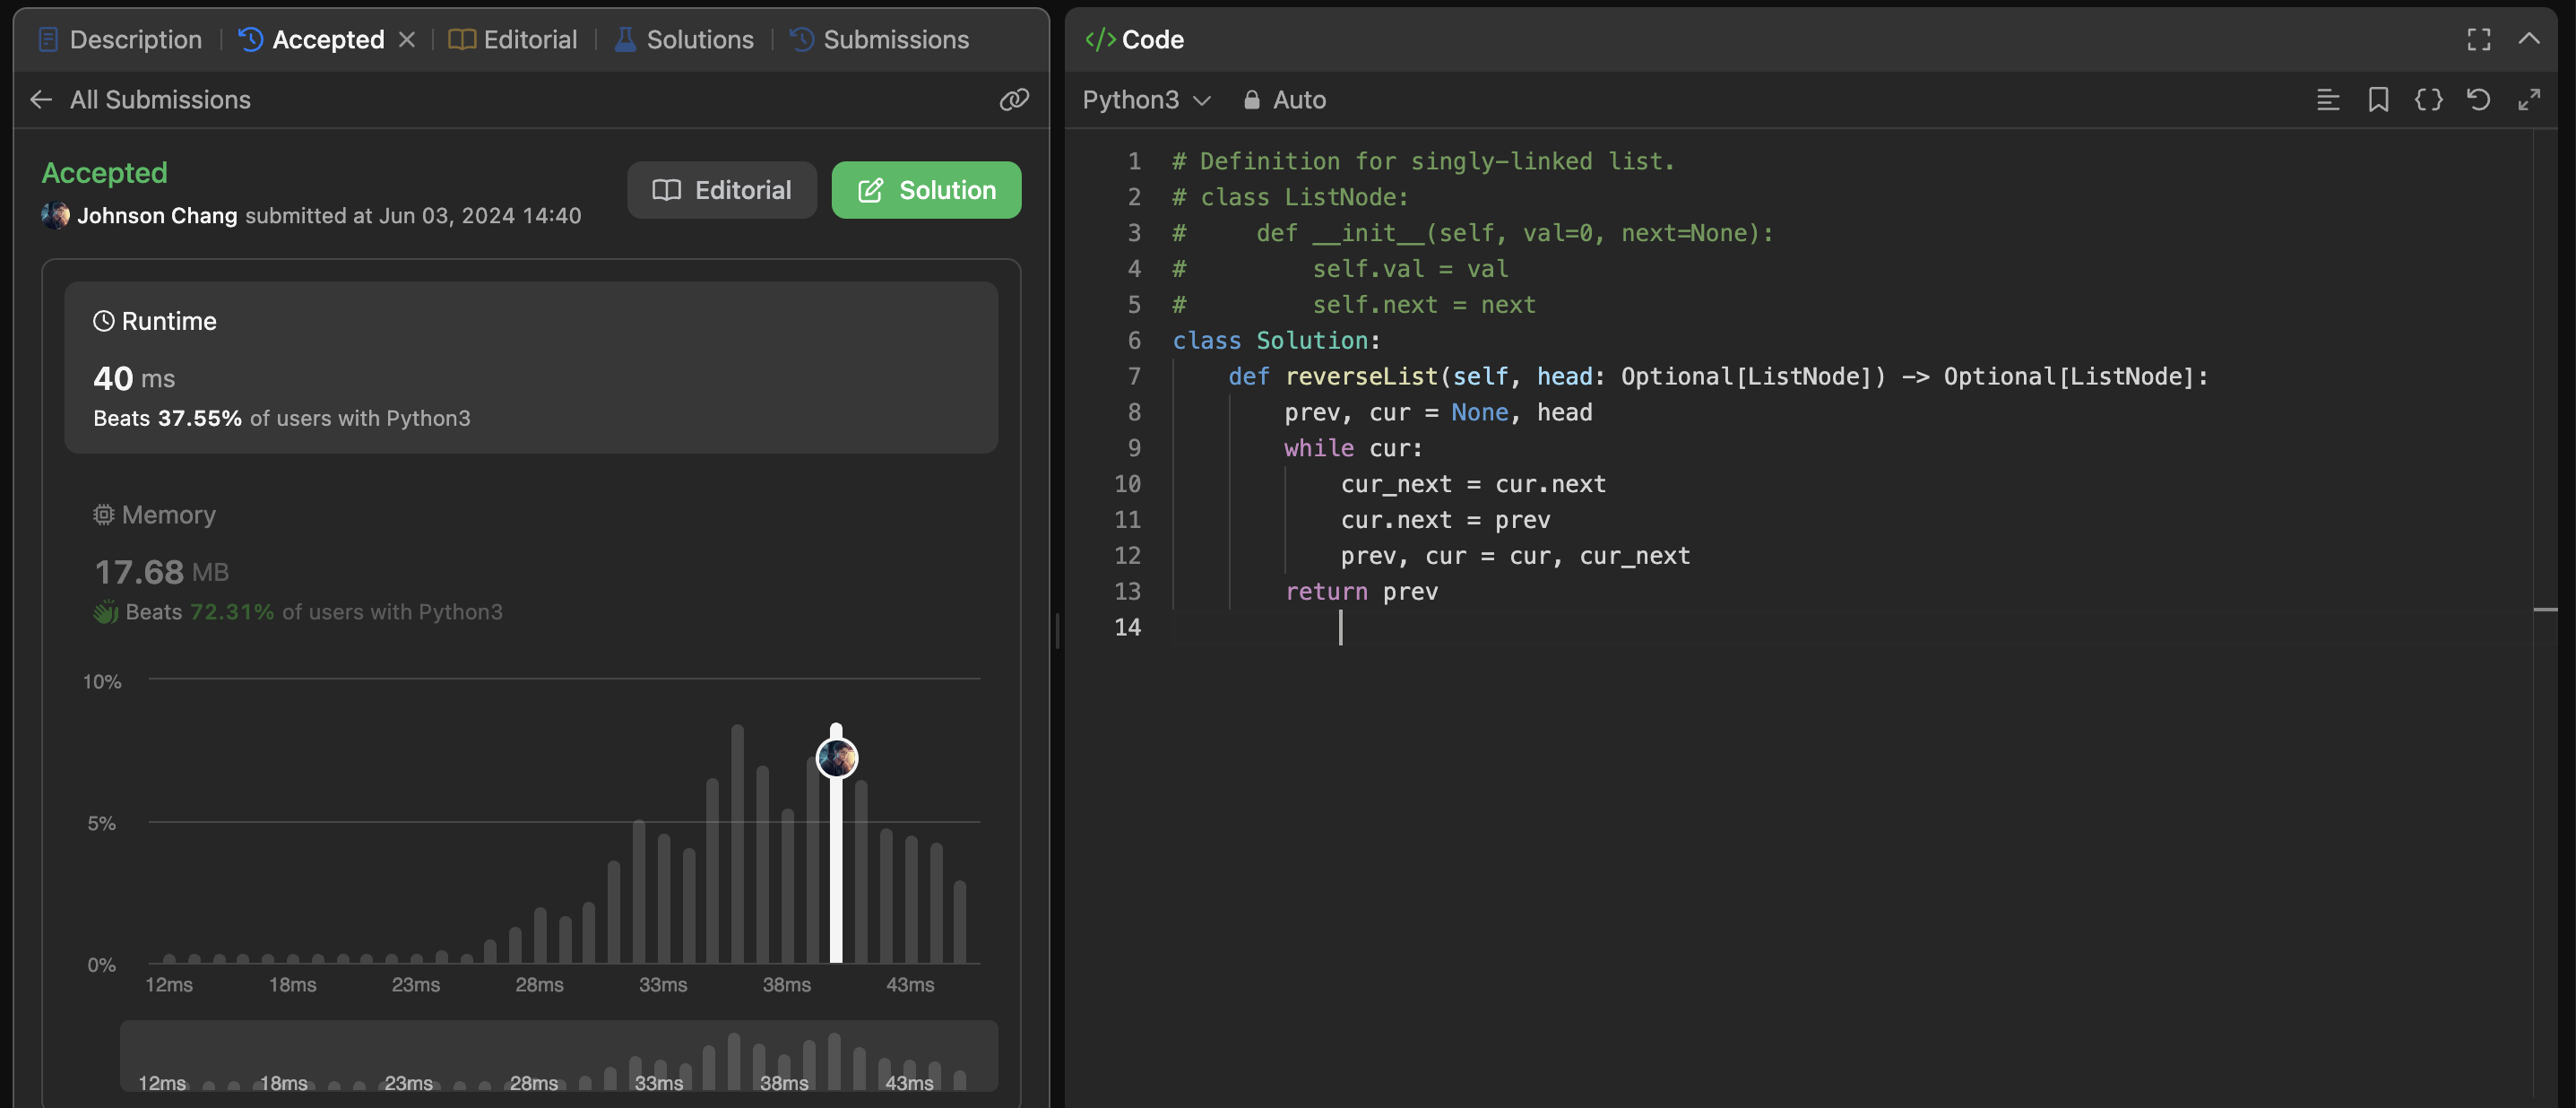 Description | Accepted | Editorial | Solutions | Submissions
All Submissions
Accepted
Johnson Chang submitted at Jun 03, 2024 14:40
Editorial
Solution
Runtime
40 ms
Beats 37.55% of users with Python3
Memory
17.68 MB
Beats 72.31% of users with Python3
10%
5%
0%
12ms 18ms 23ms 28ms 33ms 38ms 43ms
12ms 18ms 23ms 28ms 33ms 38ms 43ms
</> Code
Python3 Auto
1 # Definition for singly-linked list.
2 # class ListNode:
3 #     def __init__(self, val=0, next=None):
4 #         self.val = val
5 #         self.next = next
6 class Solution:
7     def reverseList(self, head: Optional[ListNode]) -> Optional[ListNode]:
8         prev, cur = None, head
9         while cur:
10             cur_next = cur.next
11             cur.next = prev
12             prev, cur = cur, cur_next
13         return prev
14